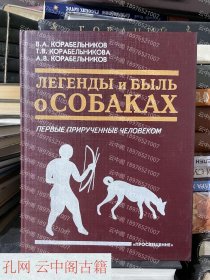 В.А. КОРАБЕЛЬНИКОВ
Т.В. КОРАБЕЛЬНИКОВА
А.В. КОРАБЕЛЬНИКОВ
ЛЕГЕНДЫ и БЫЛЬ
о СОБАКАХ
ПЕРВЫЕ ПРИРУЧЕННЫЕ ЧЕЛОВЕКОМ
«ПРОСВЕЩЕНИЕ»
孔网 云中阁古籍